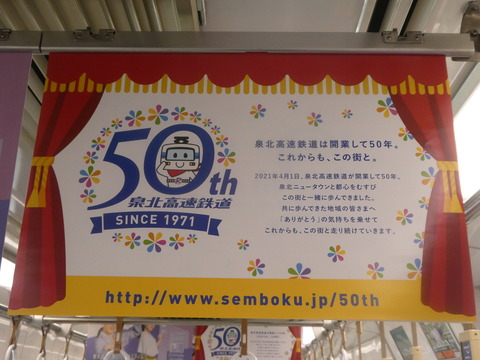 50th
泉北高速鉄道
SINCE 1971
泉北高速鉄道は開業して50年。
これからも、この街と。
2021年4月1日、泉北高速鉄道が開業して50年。
泉北ニュータウンと都心をむすび
この街と一緒に歩んできました。
共に歩んできた地域の皆さまへ
「ありがとう」の気持ちを乗せて
これからも、この街と走り続けていきます。
http://www.semboku.jp/50th
50th